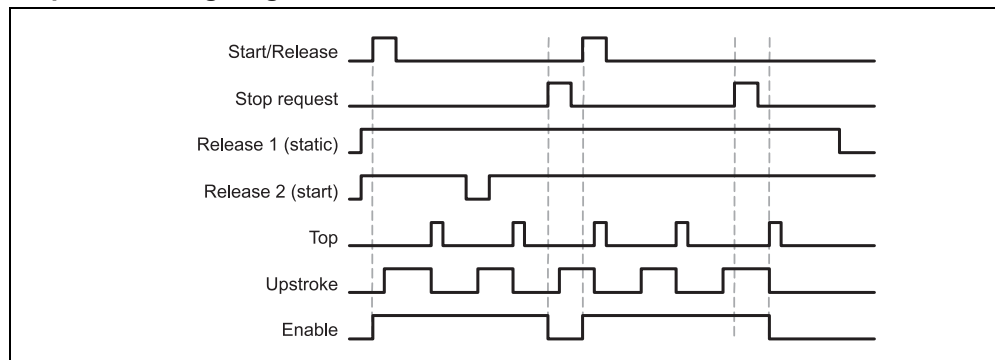 Start/Release
Stop request
Release 1 (static)
Release 2 (start)
Top
Upstroke
Enable